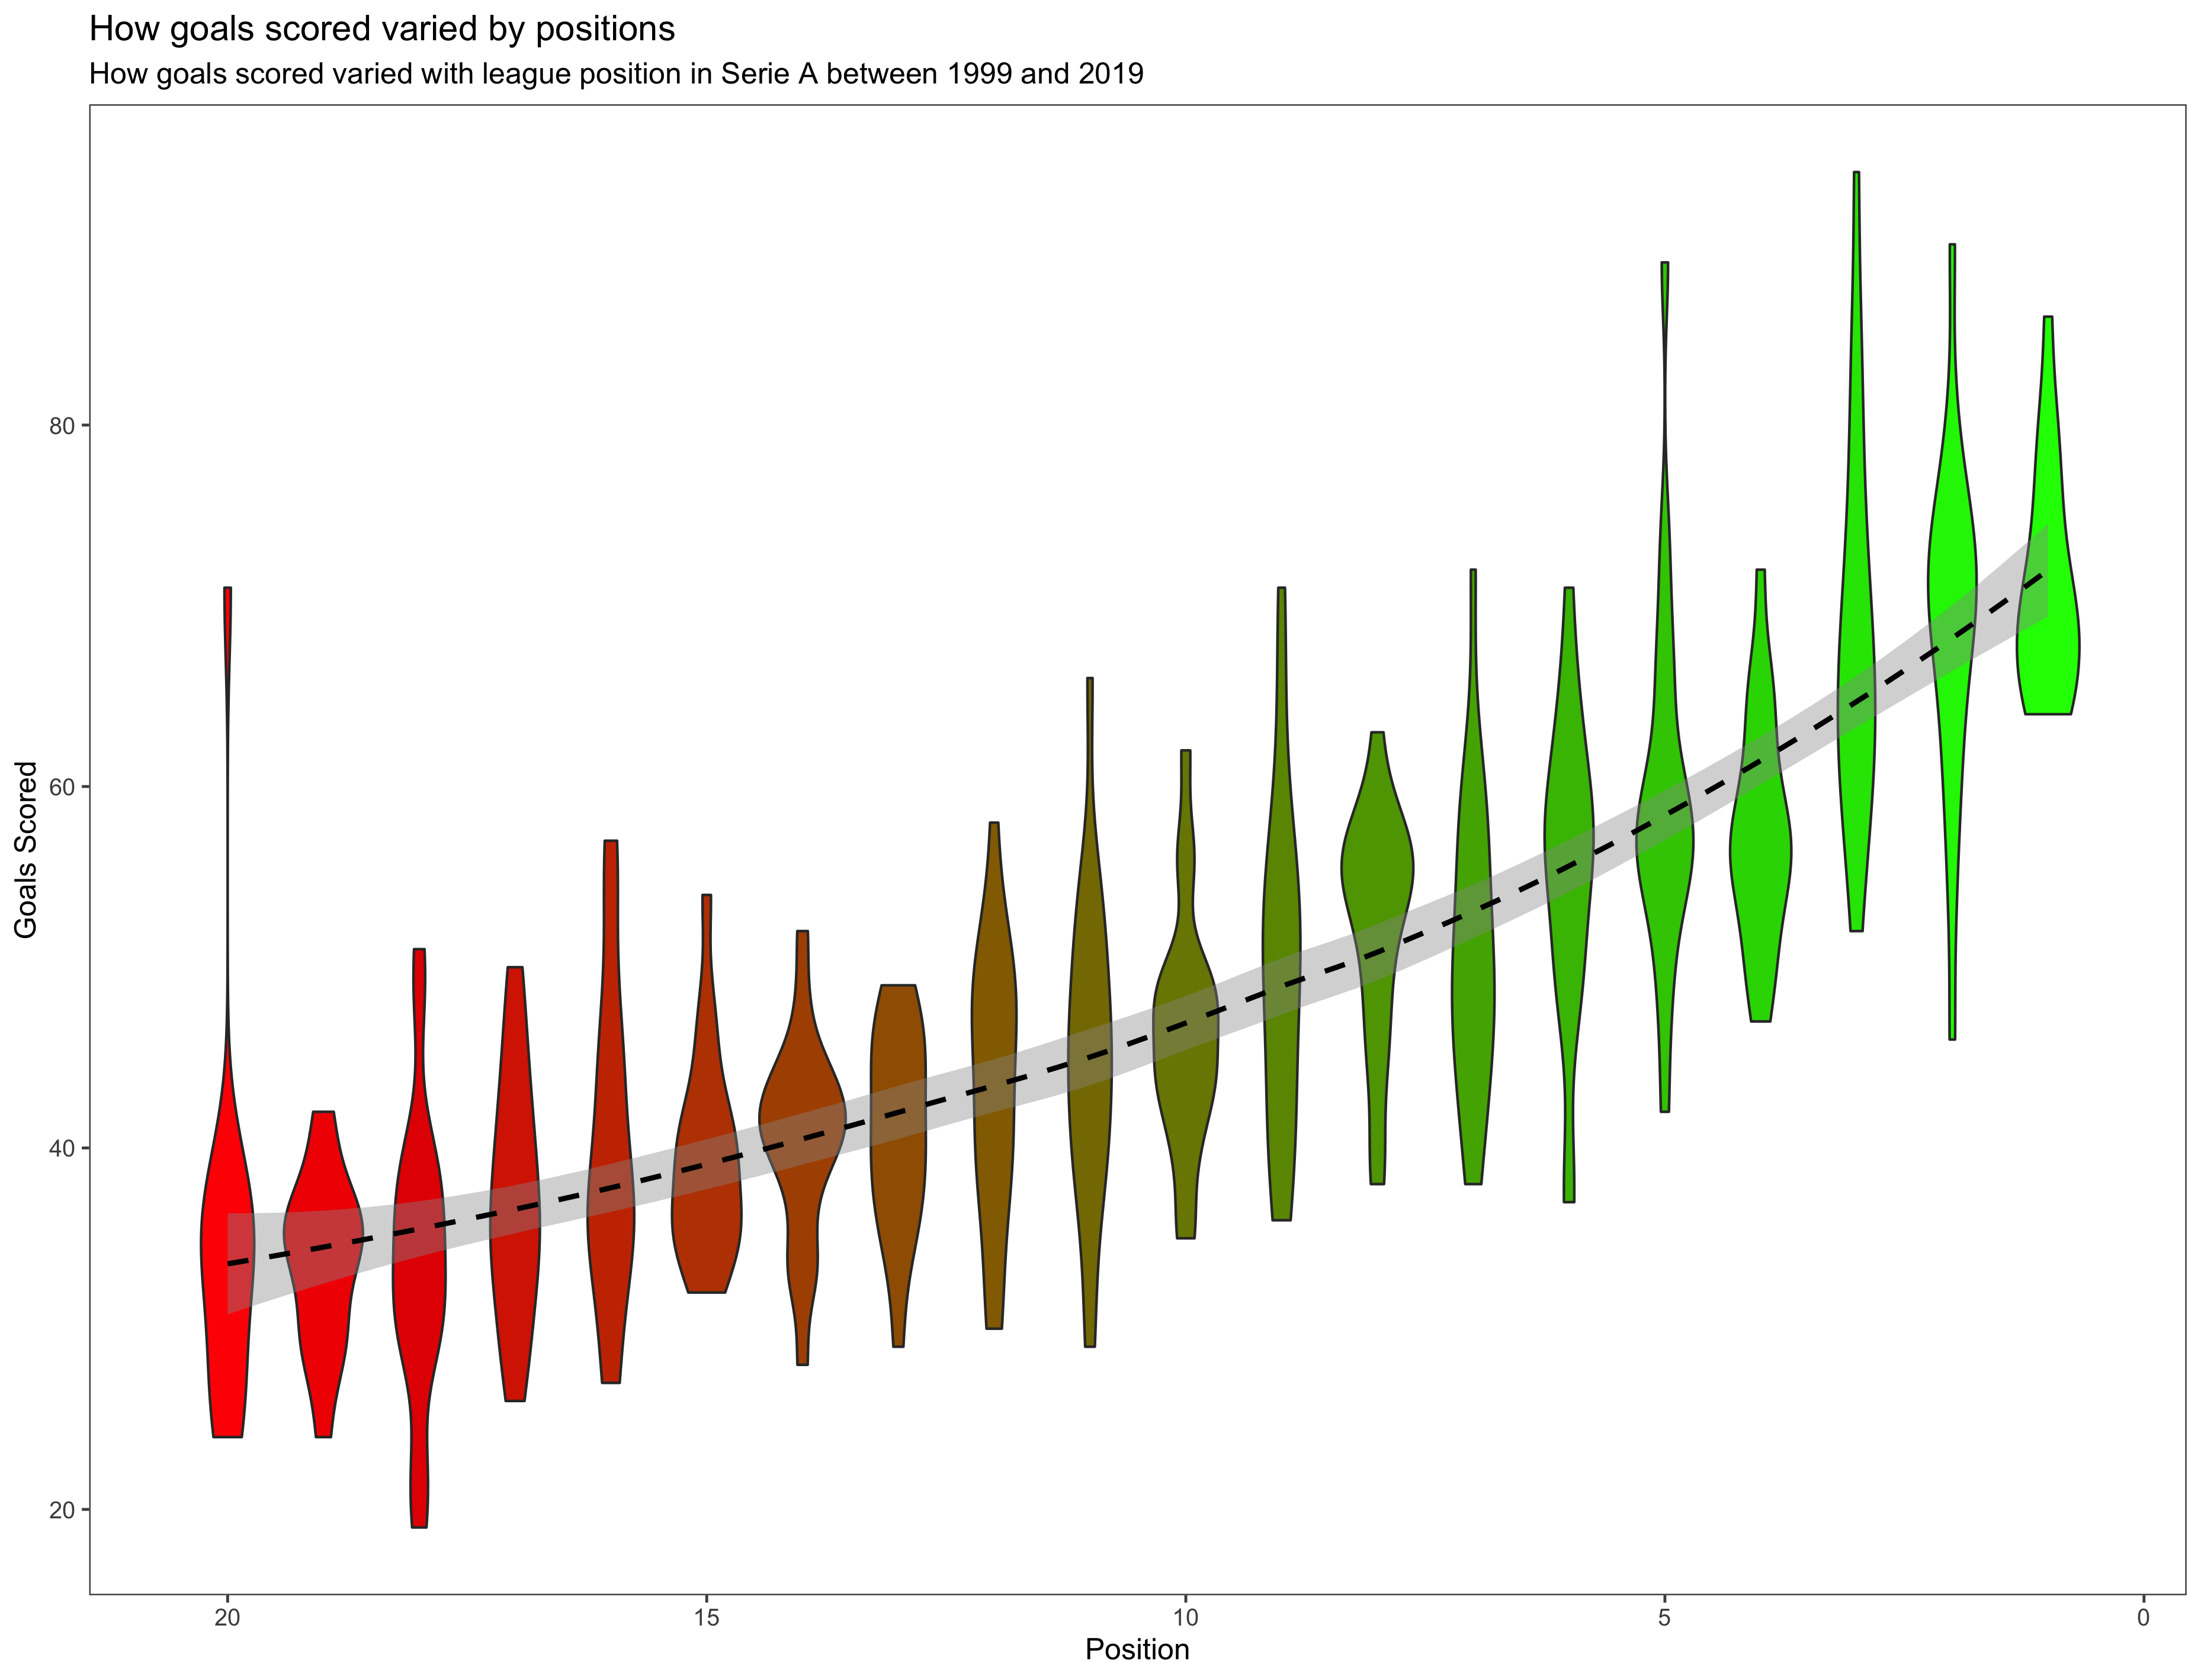 How goals scored varied by positions
How goals scored varied with league position in Serie A between 1999 and 2019
Goals Scored
80
60
40
20
20 15 10 5 0
Position